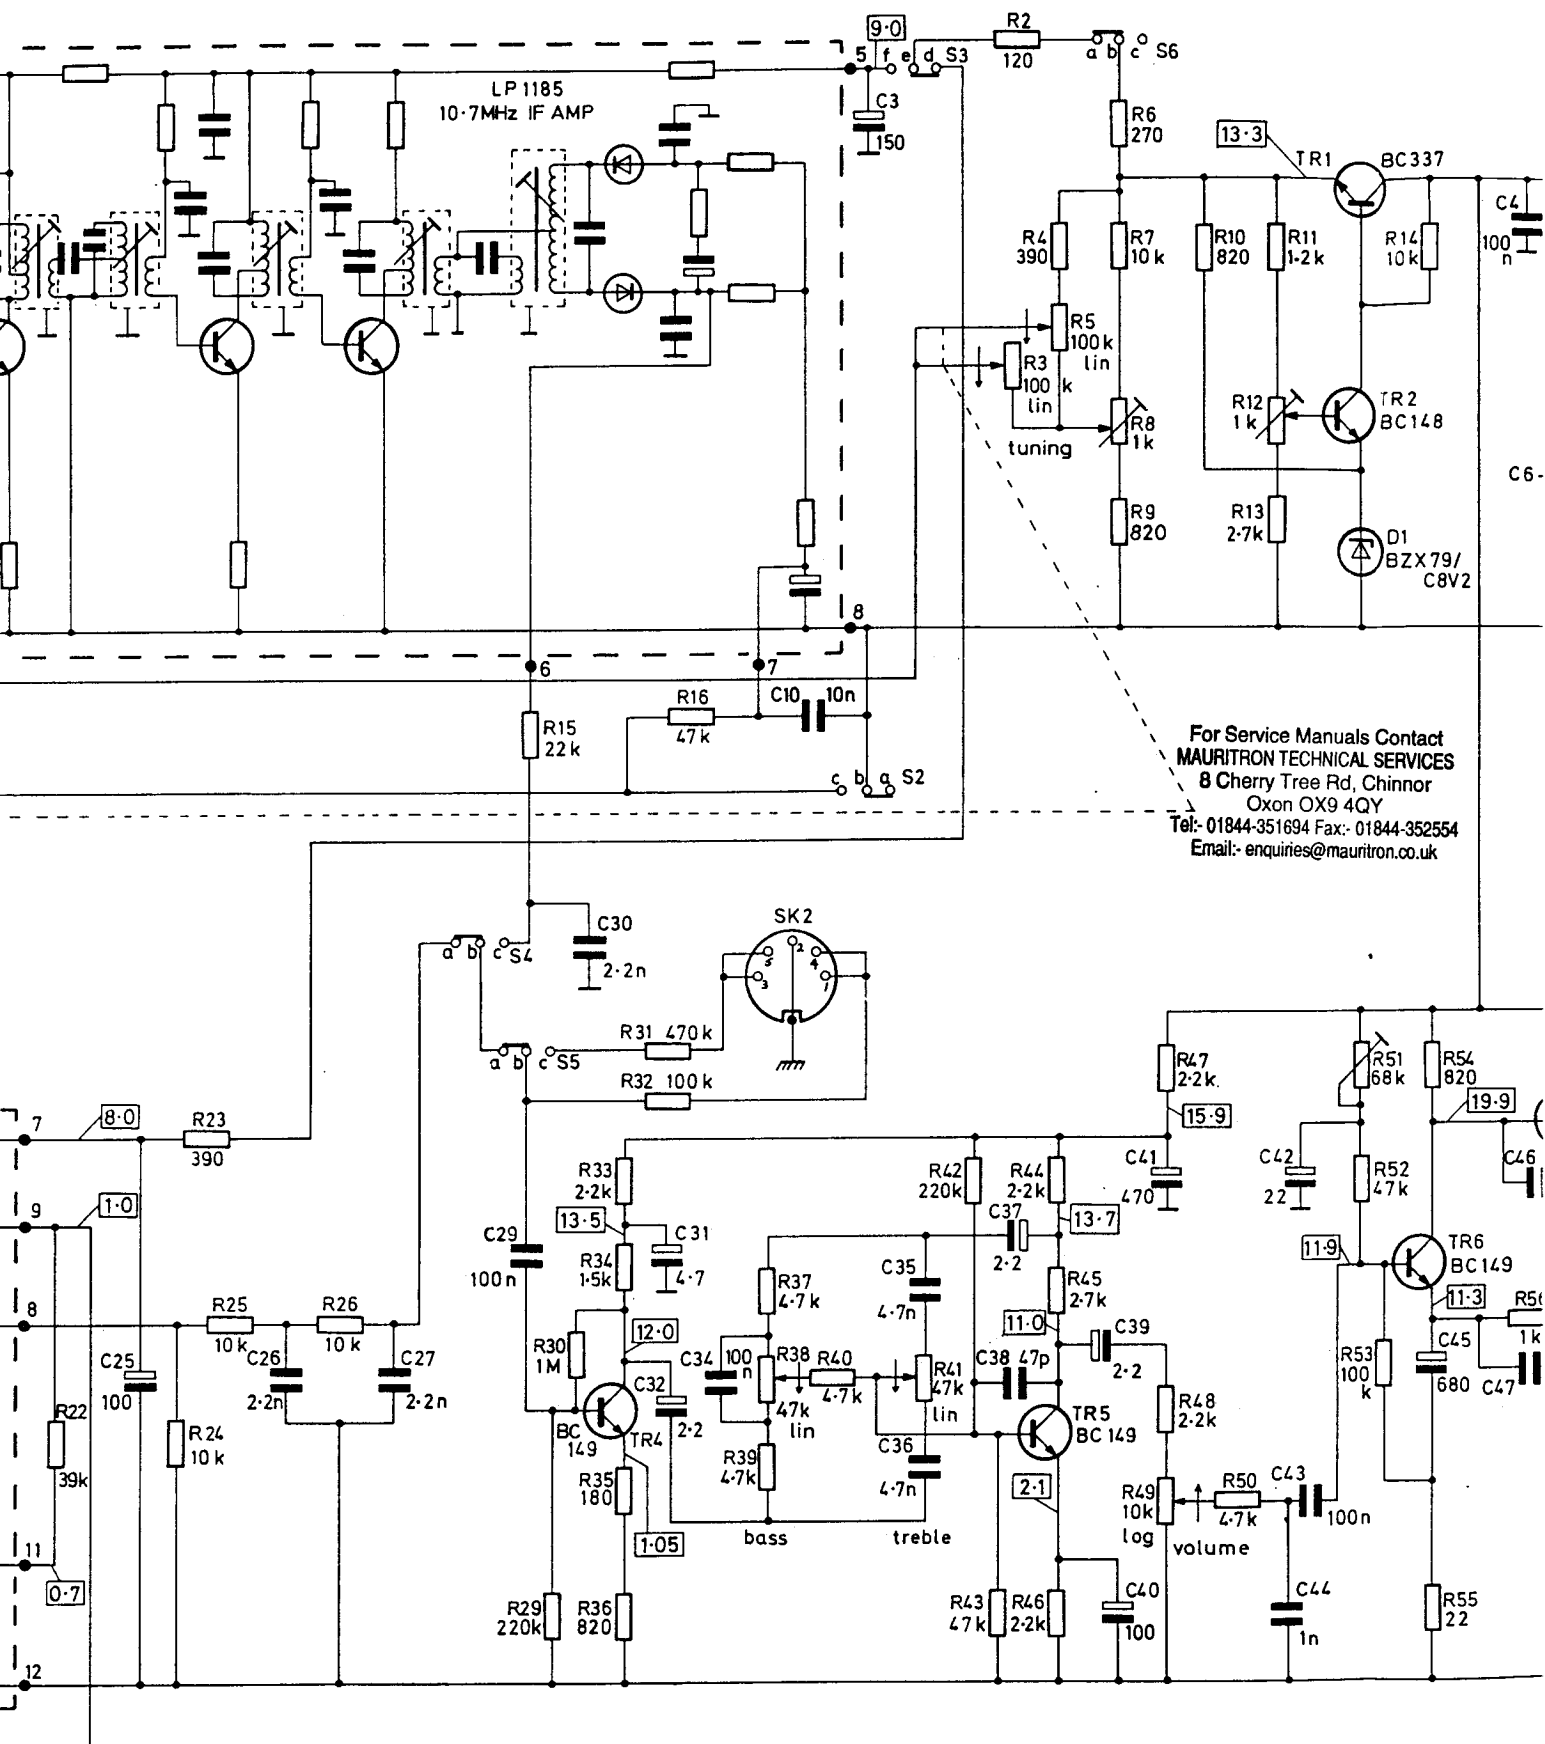 9·0
R2
120
5 f e d S3
a b c S6
LP1185
10·7MHz IF AMP
C3
150
R6
270
13·3
TR1
BC337
C4
100
n
R4
390
R7
10k
R10
820
R11
1·2k
R14
10k
R5
100k
lin
R3
100 k
lin
R8
1k
tuning
R12
1k
TR2
BC148
C6-
R9
820
R13
2·7k
D1
BZX79/
C8V2
8
6
7
R16
47k
C10 10n
R15
22k
c b a S2
For Service Manuals Contact
MAURITRON TECHNICAL SERVICES
8 Cherry Tree Rd, Chinnor
Oxon OX9 4QY
Tel:- 01844-351694 Fax:- 01844-352554
Email:- enquiries@mauritron.co.uk
SK2
2
5 4
3 1
a b c S4
C30
2·2n
R31 470k
a b c S5
R32 100k
R47
2·2k
R51
68k
R54
820
19·9
15·9
7
8·0
R23
390
R33
2·2k
R42
220k
R44
2·2k
C41
470
C42
22
R52
47k
C46
9
1·0
13·5
C31
4·7
C37
2·2
13·7
C29
100n
R34
1·5k
11·9
TR6
BC149
R37
4·7k
C35
4·7n
R45
2·7k
11·3
8
R25
10k
R26
10k
12·0
11·0
C39
2·2
R56
1k
C25
100
C26
2·2n
C27
2·2n
R30
1M
C32
2·2
C34
100
n
R38
47k
lin
R40
4·7k
R41
47k
lin
C38 47p
R53
100
k
C45
680
C47
R22
39k
R24
10k
BC
149
TR4
R39
4·7k
C36
4·7n
TR5
BC149
R48
2·2k
R35
180
2·1
1·05
bass
treble
R49
10k
log
R50
4·7k
C43
100n
volume
11
0·7
R29
220k
R36
820
R43
47k
R46
2·2k
C40
100
C44
1n
R55
22
12